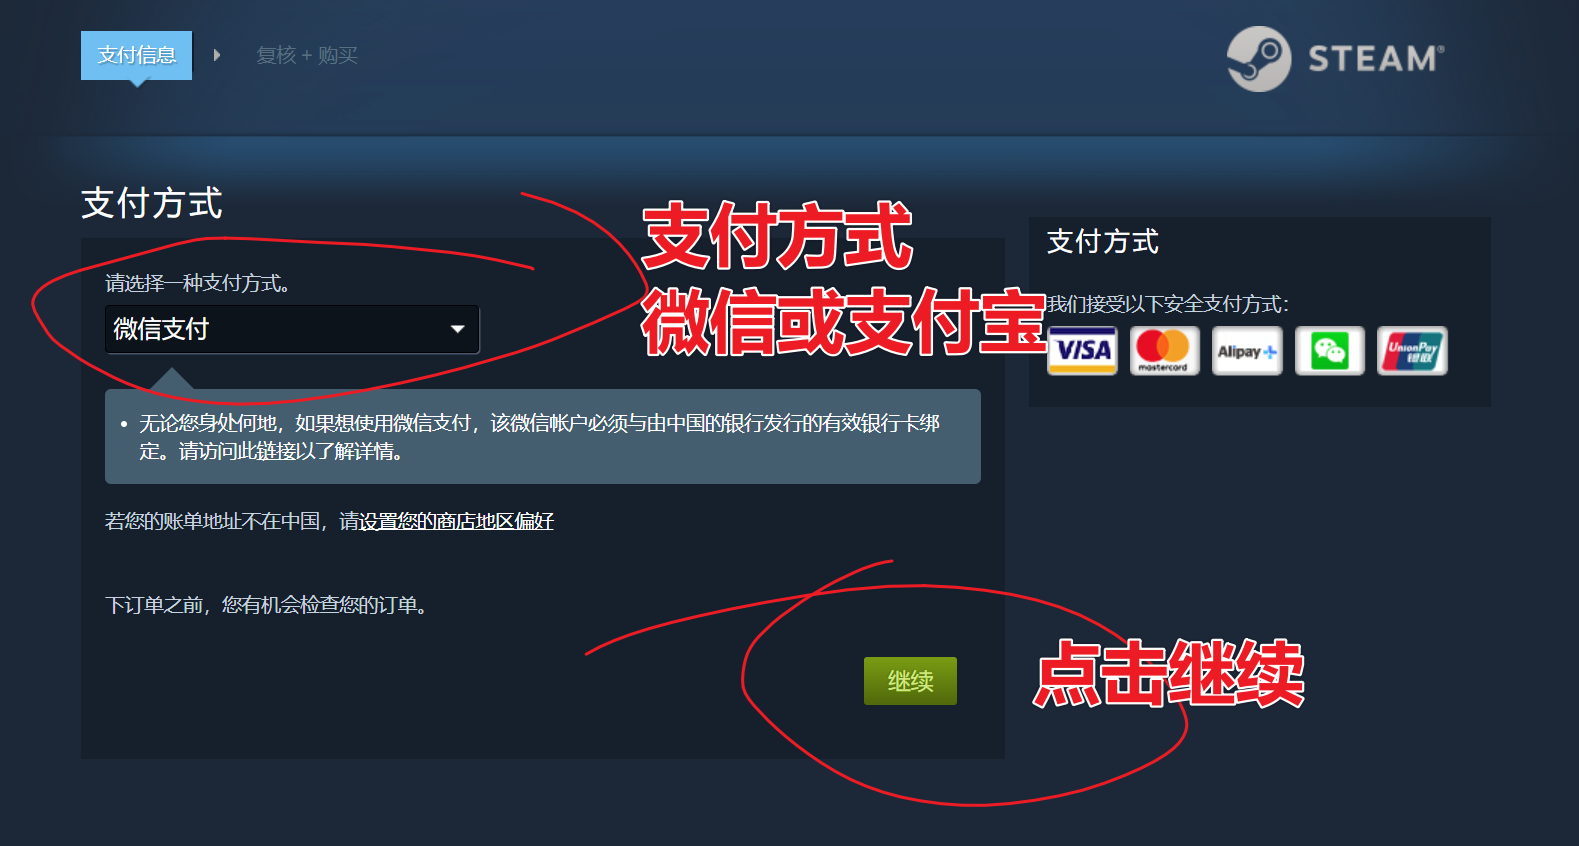 支付信息
复核 + 购买
STEAM®
支付方式
请选择一种支付方式。
微信支付
无论您身处何地，如果想使用微信支付，该微信帐户必须与由中国的银行发行的有效银行卡绑
定。请访问此链接以了解详情。
若您的账单地址不在中国，请设置您的商店地区偏好
下订单之前，您有机会检查您的订单。
继续
支付方式
微信或支付宝
点击继续
支付方式
我们接受以下安全支付方式：
VISA
mastercard
Alipay+
UnionPay
银联